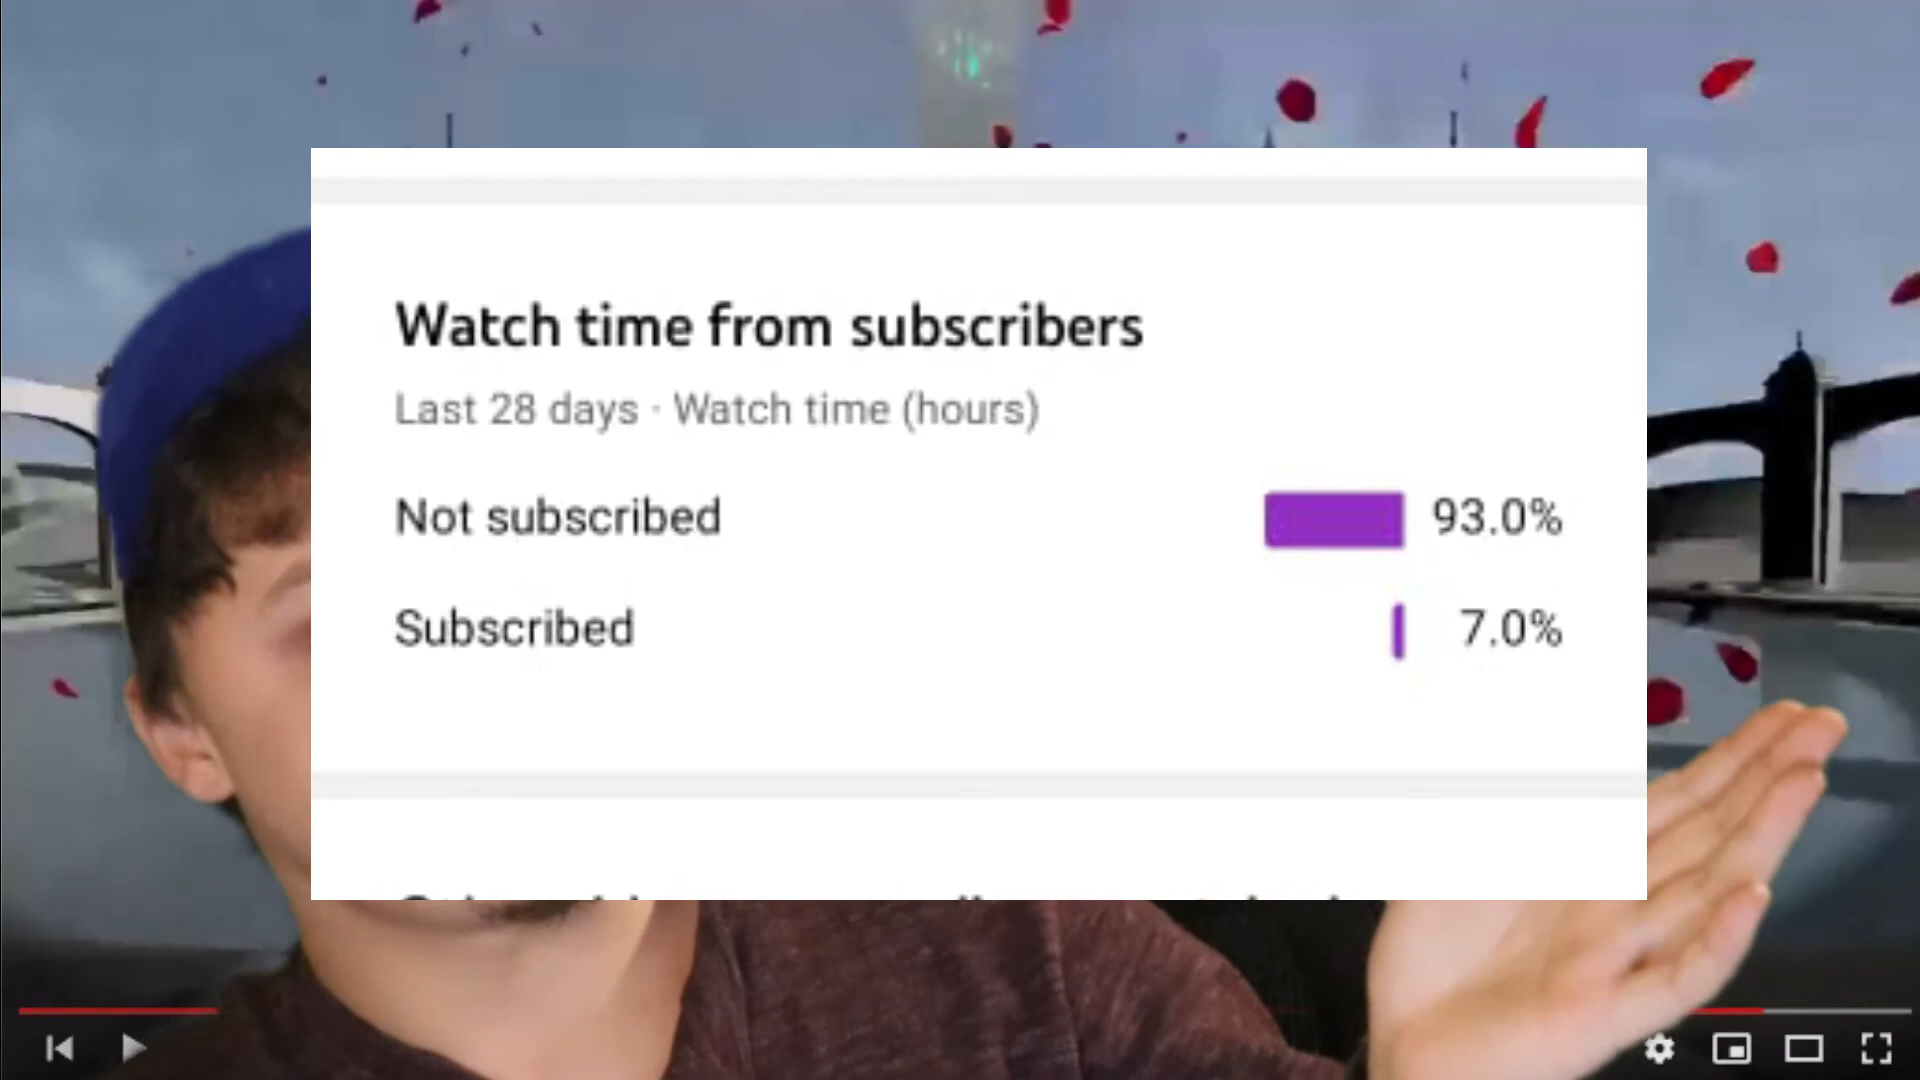 Watch time from subscribers
Last 28 days · Watch time (hours)
Not subscribed 93.0%
Subscribed 7.0%